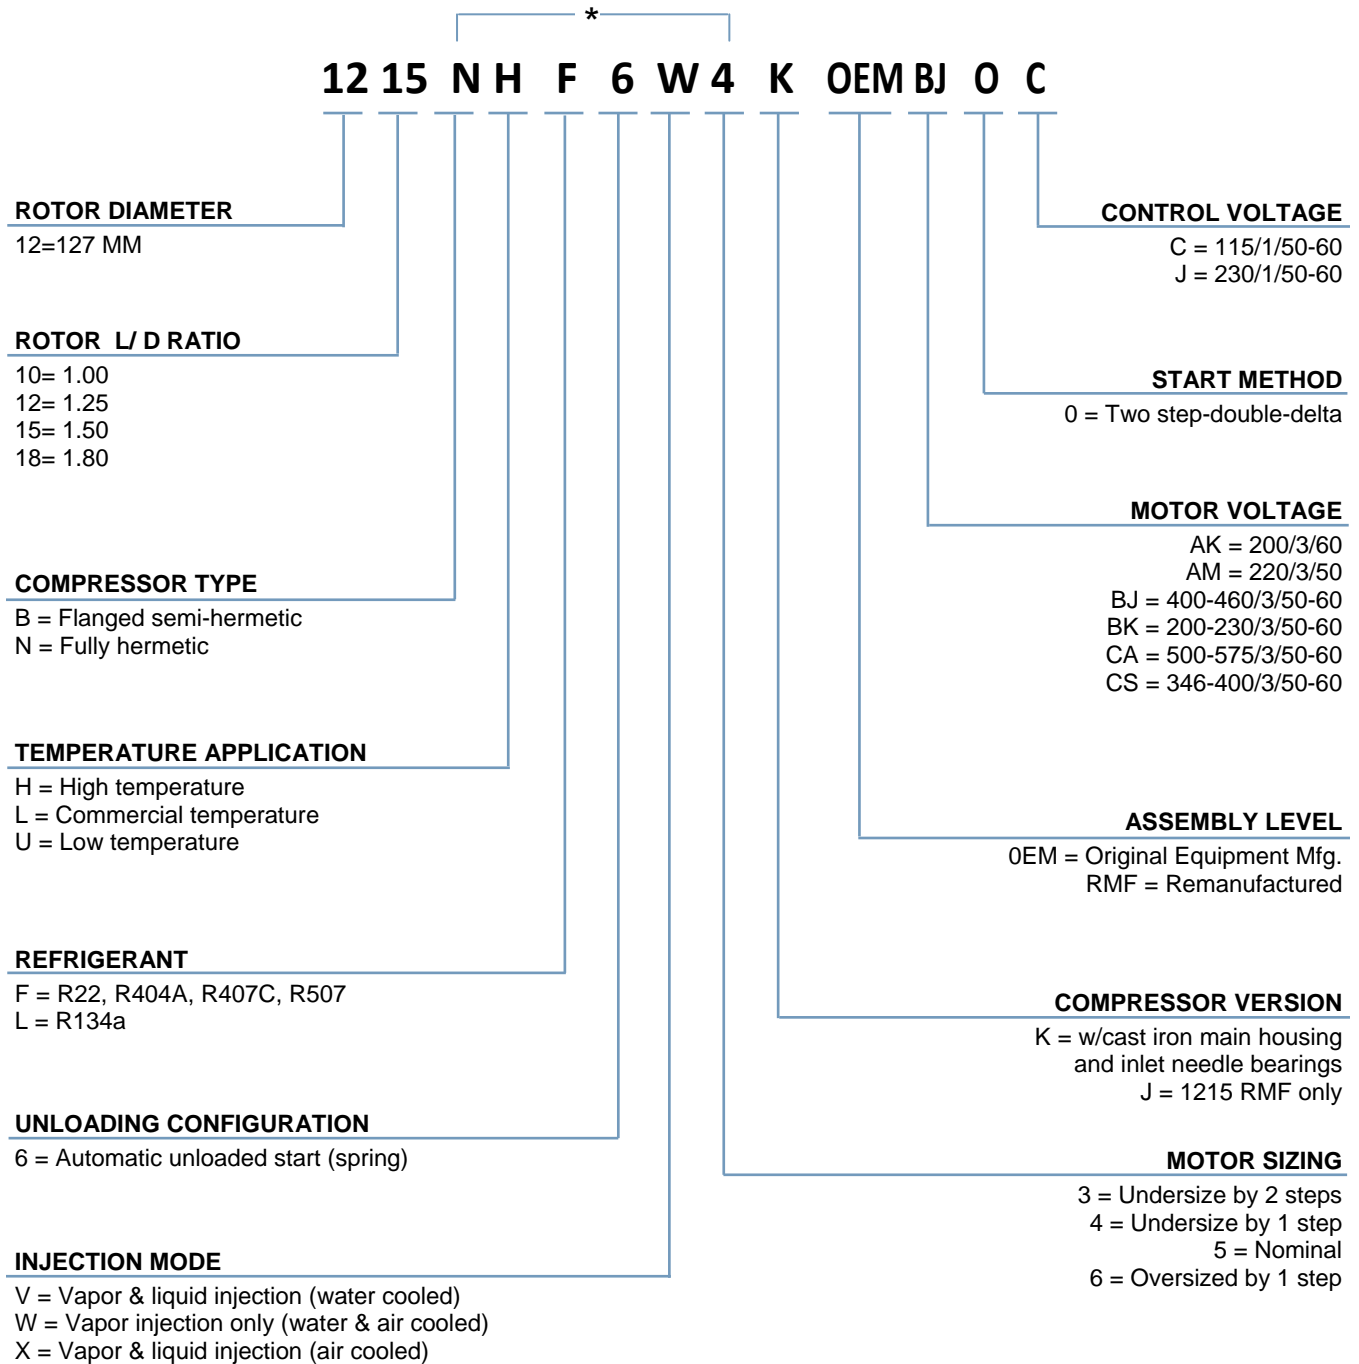 *
12 15 N H F 6 W 4 K OEM BJ O C
ROTOR DIAMETER
12=127 MM
ROTOR L/ D RATIO
10= 1.00
12= 1.25
15= 1.50
18= 1.80
COMPRESSOR TYPE
B = Flanged semi-hermetic
N = Fully hermetic
TEMPERATURE APPLICATION
H = High temperature
L = Commercial temperature
U = Low temperature
REFRIGERANT
F = R22, R404A, R407C, R507
L = R134a
UNLOADING CONFIGURATION
6 = Automatic unloaded start (spring)
INJECTION MODE
V = Vapor & liquid injection (water cooled)
W = Vapor injection only (water & air cooled)
X = Vapor & liquid injection (air cooled)
CONTROL VOLTAGE
C = 115/1/50-60
J = 230/1/50-60
START METHOD
0 = Two step-double-delta
MOTOR VOLTAGE
AK = 200/3/60
AM = 220/3/50
BJ = 400-460/3/50-60
BK = 200-230/3/50-60
CA = 500-575/3/50-60
CS = 346-400/3/50-60
ASSEMBLY LEVEL
0EM = Original Equipment Mfg.
RMF = Remanufactured
COMPRESSOR VERSION
K = w/cast iron main housing
and inlet needle bearings
J = 1215 RMF only
MOTOR SIZING
3 = Undersize by 2 steps
4 = Undersize by 1 step
5 = Nominal
6 = Oversized by 1 step